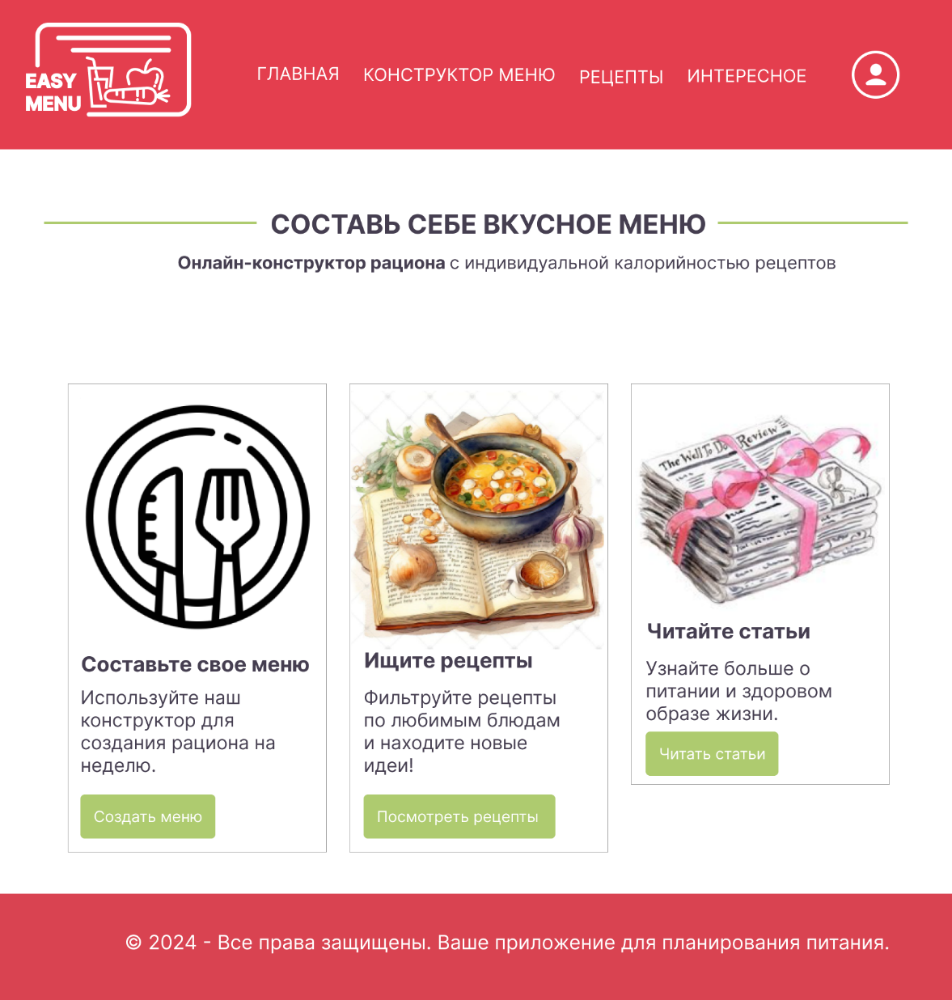 EASY
MENU
ГЛАВНАЯ
КОНСТРУКТОР МЕНЮ
РЕЦЕПТЫ
ИНТЕРЕСНОЕ
СОСТАВЬ СЕБЕ ВКУСНОЕ МЕНЮ
Онлайн-конструктор рациона с индивидуальной калорийностью рецептов
The Well To Do Review
Составьте свое меню
Используйте наш
конструктор для
создания рациона на
неделю.
Создать меню
Ищите рецепты
Фильтруйте рецепты
по любимым блюдам
и находите новые
идеи!
Посмотреть рецепты
Читайте статьи
Узнайте больше о
питании и здоровом
образе жизни.
Читать статьи
© 2024 - Все права защищены. Ваше приложение для планирования питания.